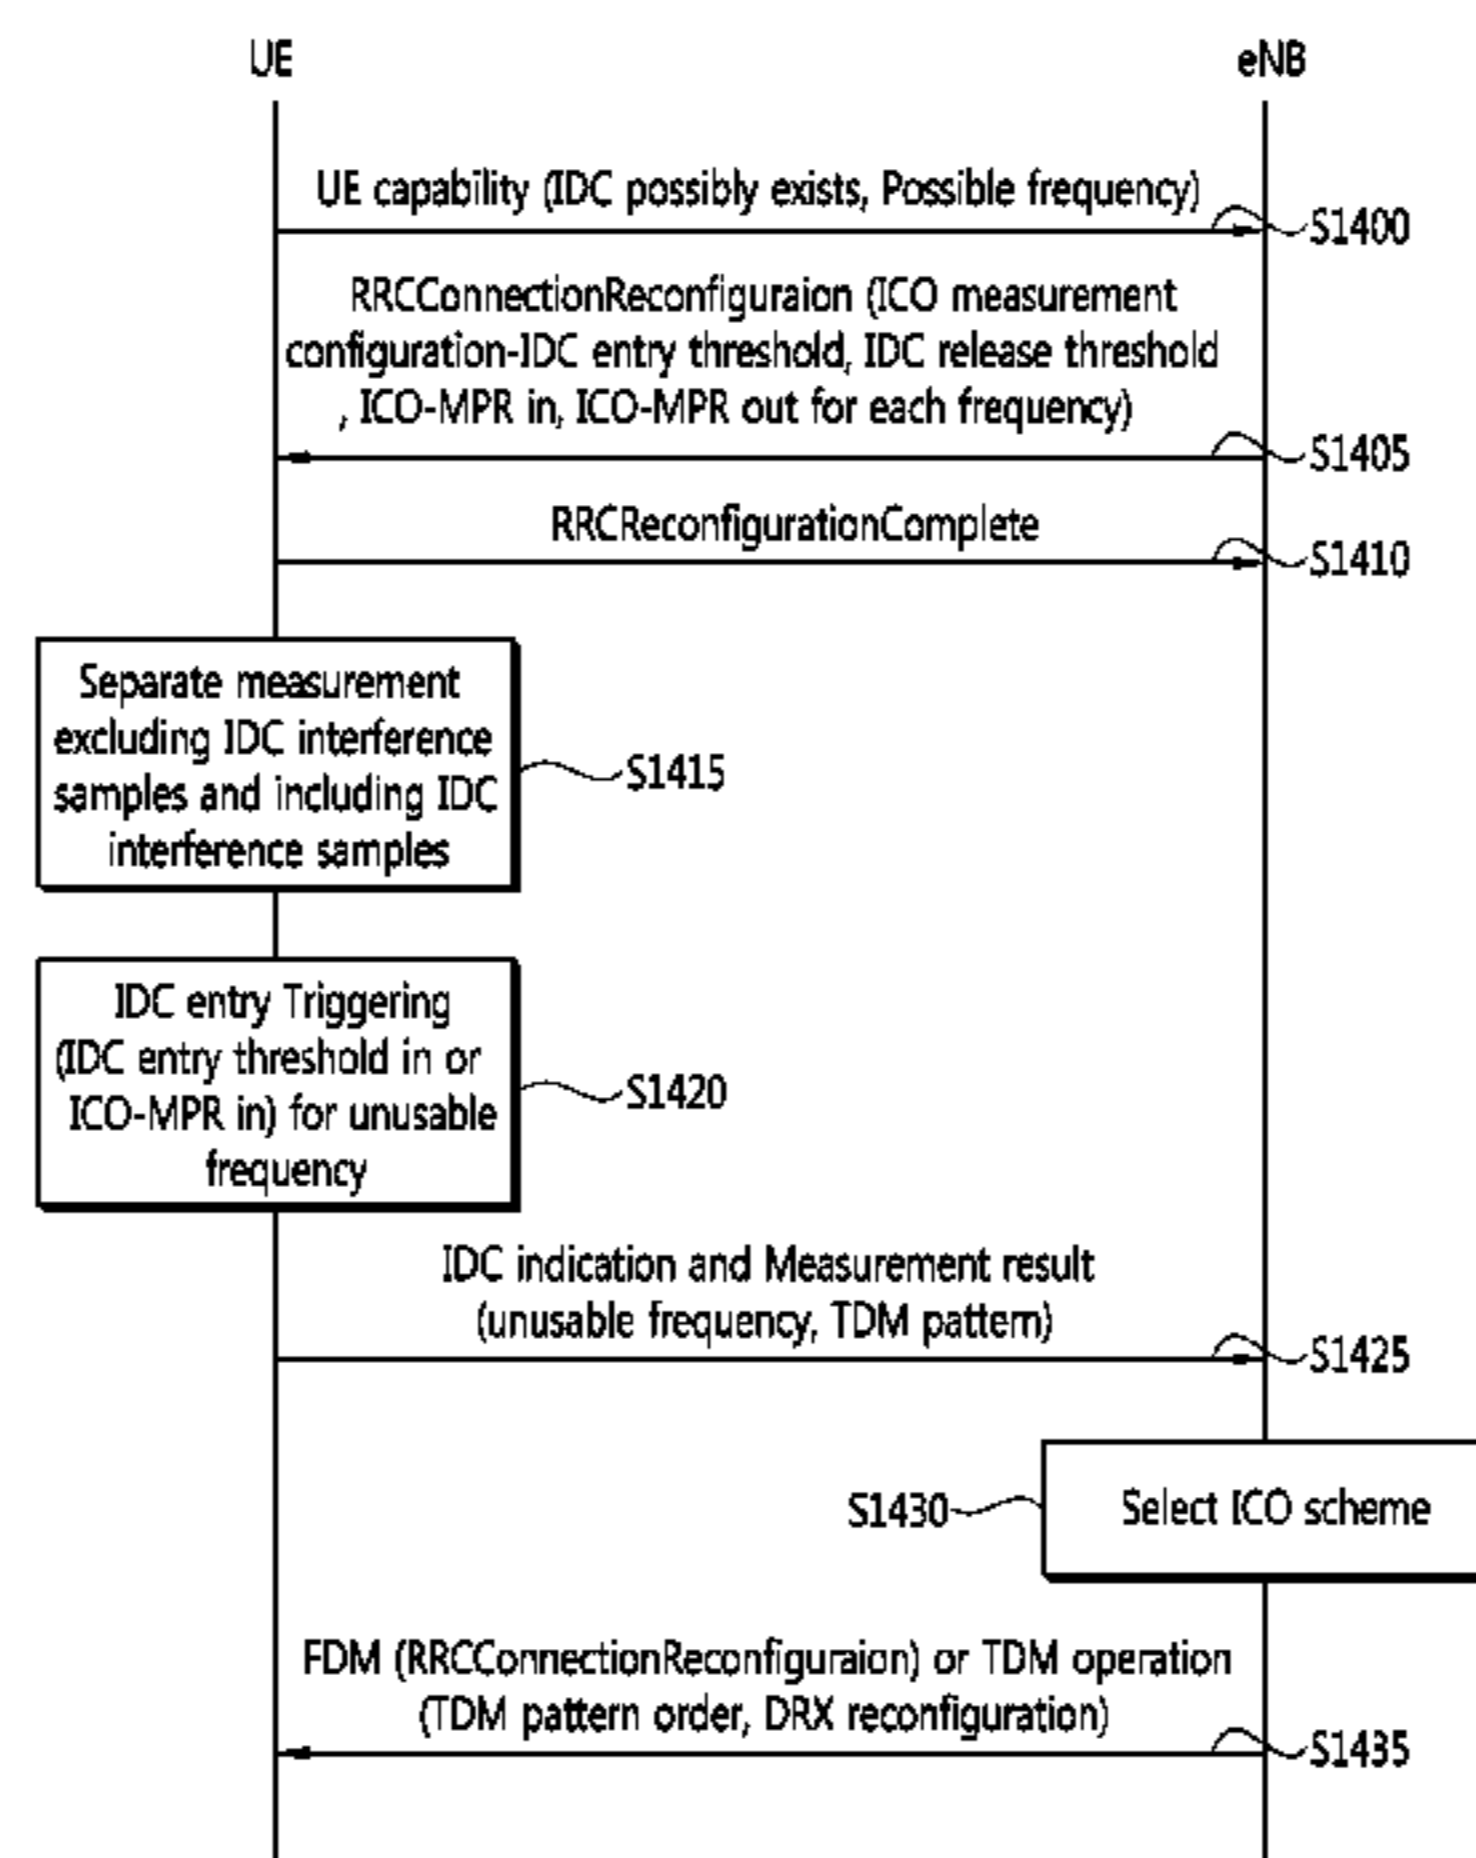 UE
eNB
UE capability (IDC possibly exists, Possible frequency)
S1400
RRCConnectionReconfiguraion (ICO measurement
configuration-IDC entry threshold, IDC release threshold
, ICO-MPR in, ICO-MPR out for each frequency)
S1405
RRCReconfigurationComplete
S1410
Separate measurement
excluding IDC interference
samples and including IDC
interference samples
S1415
IDC entry Triggering
(IDC entry threshold in or
ICO-MPR in) for unusable
frequency
S1420
IDC indication and Measurement result
(unusable frequency, TDM pattern)
S1425
S1430
Select ICO scheme
FDM (RRCConnectionReconfiguraion) or TDM operation
(TDM pattern order, DRX reconfiguration)
S1435